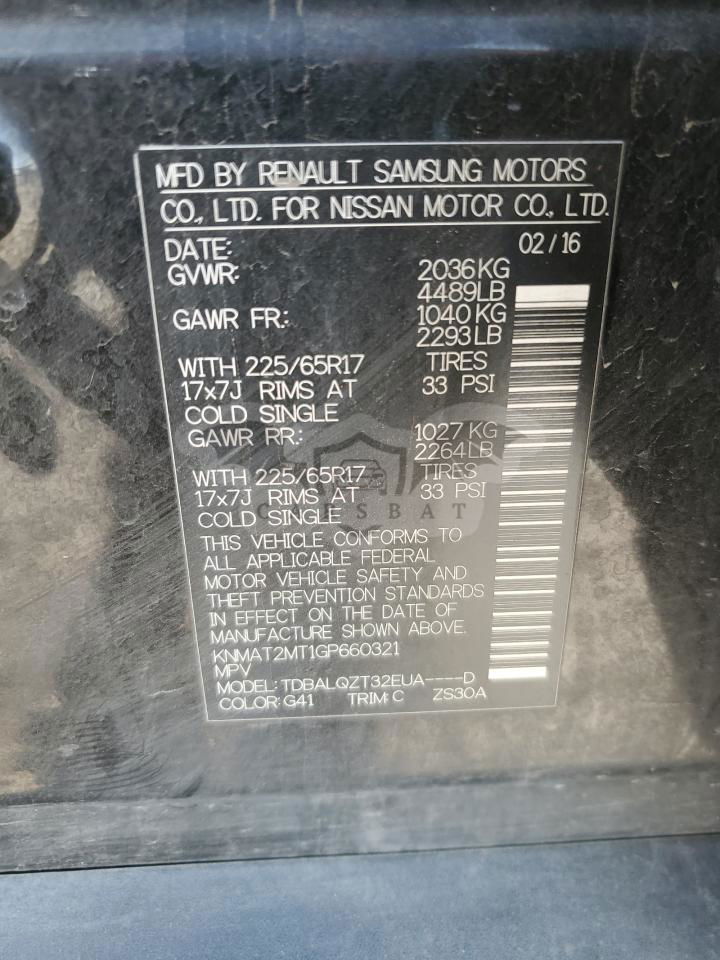 MFD BY RENAULT SAMSUNG MOTORS
CO., LTD. FOR NISSAN MOTOR CO., LTD.
DATE: 02 / 16
GVWR: 2036KG
4489LB
GAWR FR.: 1040KG
2293LB
WITH 225/65R17 TIRES
17x7J RIMS AT 33 PSI
COLD SINGLE
GAWR RR.: 1027 KG
2264LB
WITH 225/65R17 TIRES
17x7J RIMS AT 33 PSI
COLD SINGLE
CARSBAT
THIS VEHICLE CONFORMS TO
ALL APPLICABLE FEDERAL
MOTOR VEHICLE SAFETY AND
THEFT PREVENTION STANDARDS
IN EFFECT ON THE DATE OF
MANUFACTURE SHOWN ABOVE.
KNMAT2MT1GP660321
MPV
MODEL: TDBALQZT32EUA----D
COLOR: G41 TRIM: C ZS30A